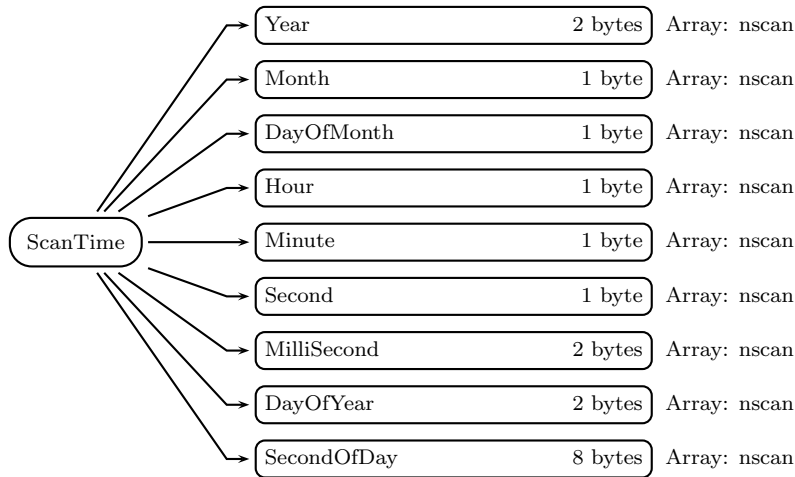 Year 2 bytes Array: nscan
Month 1 byte Array: nscan
DayOfMonth 1 byte Array: nscan
Hour 1 byte Array: nscan
ScanTime
Minute 1 byte Array: nscan
Second 1 byte Array: nscan
MilliSecond 2 bytes Array: nscan
DayOfYear 2 bytes Array: nscan
SecondOfDay 8 bytes Array: nscan